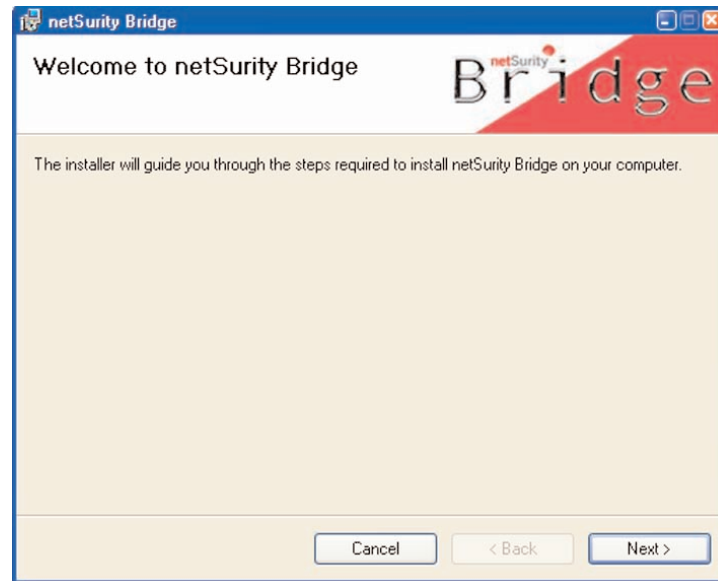 netSurity Bridge
Welcome to netSurity Bridge
netSurity
Bridge
The installer will guide you through the steps required to install netSurity Bridge on your computer.
Cancel
< Back
Next >